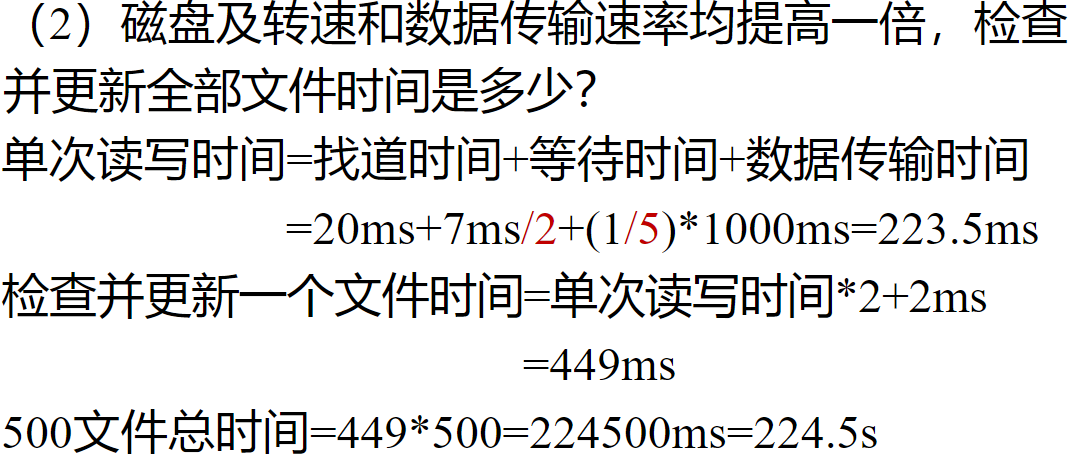 （2）磁盘及转速和数据传输速率均提高一倍，检查
并更新全部文件时间是多少？
单次读写时间=找道时间+等待时间+数据传输时间
=20ms+7ms/2+(1/5)*1000ms=223.5ms
检查并更新一个文件时间=单次读写时间*2+2ms
=449ms
500文件总时间=449*500=224500ms=224.5s